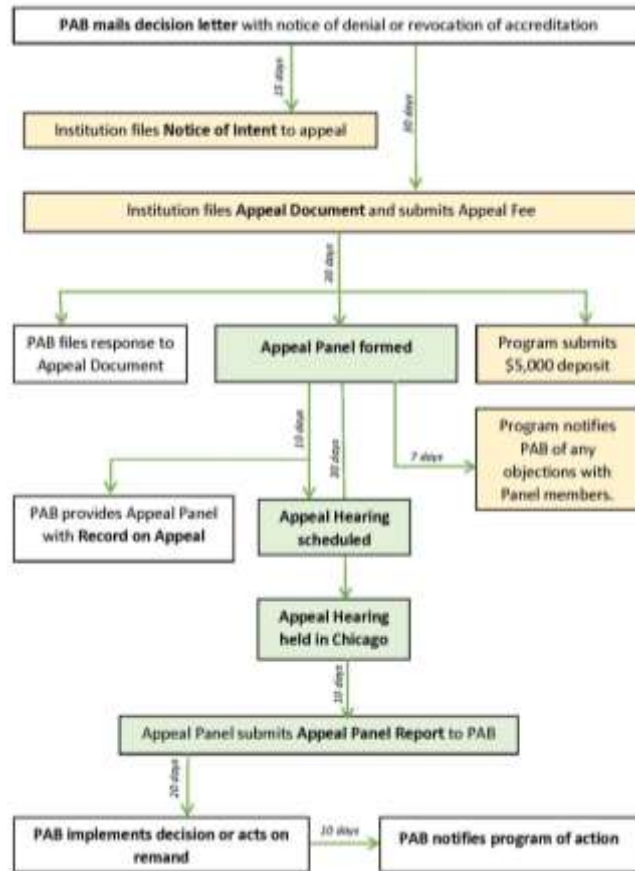 PAB mails decision letter with notice of denial or revocation of accreditation
15 days
30 days
Institution files Notice of Intent to appeal
Institution files Appeal Document and submits Appeal Fee
30 days
PAB files response to
Appeal Document
Appeal Panel formed
Program submits
$5,000 deposit
10 days
30 days
7 days
Program notifies
PAB of any
objections with
Panel members.
PAB provides Appeal Panel
with Record on Appeal
Appeal Hearing
scheduled
Appeal Hearing
held in Chicago
10 days
Appeal Panel submits Appeal Panel Report to PAB
20 days
PAB implements decision or acts on
remand
10 days
PAB notifies program of action